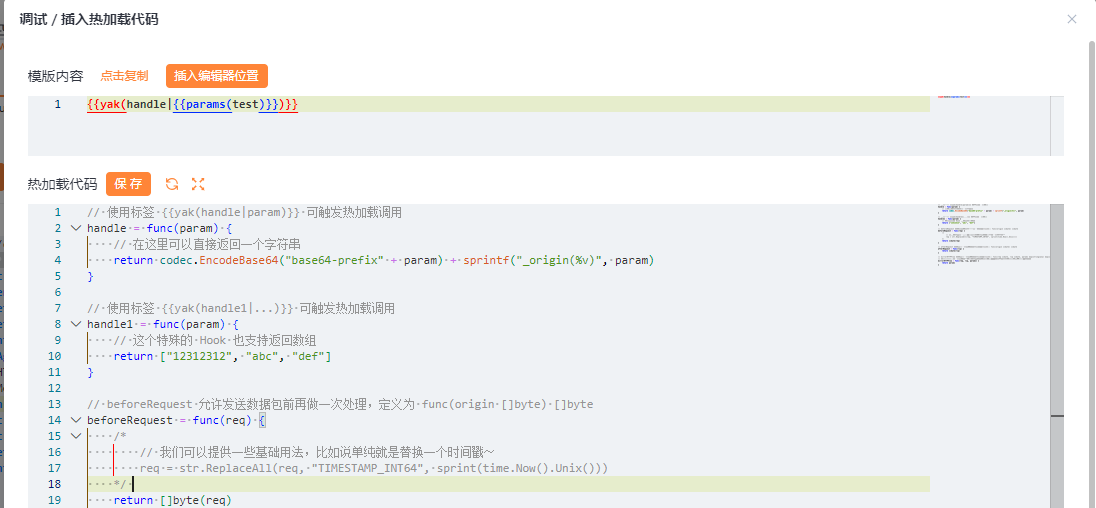 调试 / 插入热加载代码
模版内容 点击复制 插入编辑器位置
1 {{yak(handle|{{params(test)}})}}
热加载代码 保存
1 // 使用标签 {{yak(handle|param)}} 可触发热加载调用
2 handle = func(param) {
3 // 在这里可以直接返回一个字符串
4 return codec.EncodeBase64("base64-prefix" + param) + sprintf("_origin(%v)", param)
5 }
6
7 // 使用标签 {{yak(handle1|...)}} 可触发热加载调用
8 handle1 = func(param) {
9 // 这个特殊的 Hook 也支持返回数组
10 return ["12312312", "abc", "def"]
11 }
12
13 // beforeRequest 允许发送数据包前再做一次处理，定义为 func(origin []byte) []byte
14 beforeRequest = func(req) {
15 /*
16 // 我们可以提供一些基础用法，比如说单纯就是替换一个时间戳～
17 req = str.ReplaceAll(req, "TIMESTAMP_INT64", sprint(time.Now().Unix()))
18 */
19 return []byte(req)